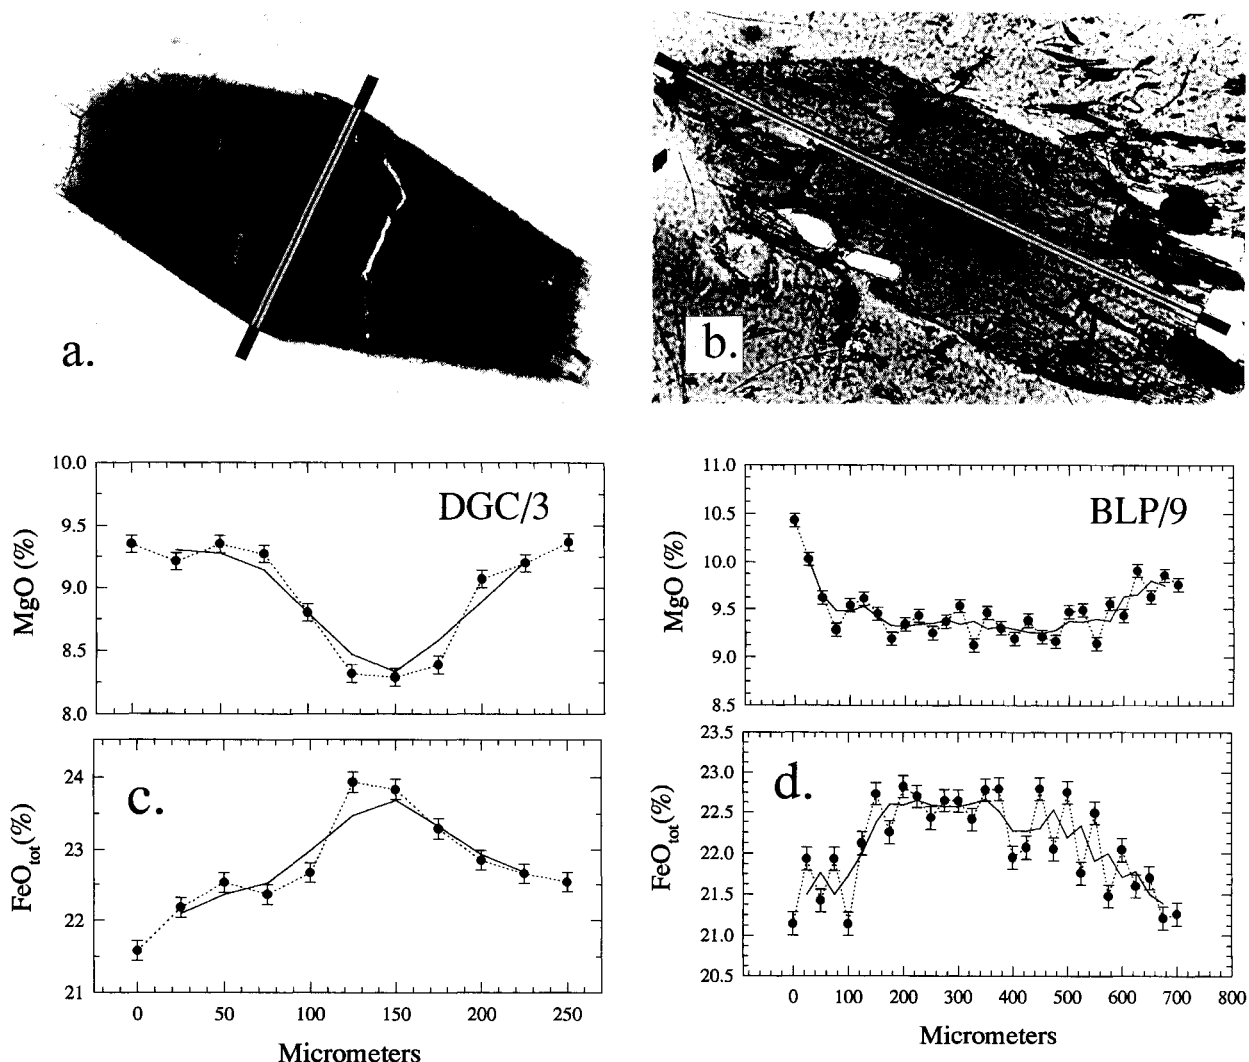 a.
b.
10.0
9.5
9.0
8.5
8.0
MgO (%)
DGC/3
11.0
10.5
10.0
9.5
9.0
8.5
MgO (%)
BLP/9
24
23
22
21
FeOtot(%)
c.
0 50 100 150 200 250
Micrometers
23.5
23.0
22.5
22.0
21.5
21.0
20.5
FeOtot(%)
d.
0 100 200 300 400 500 600 700 800
Micrometers